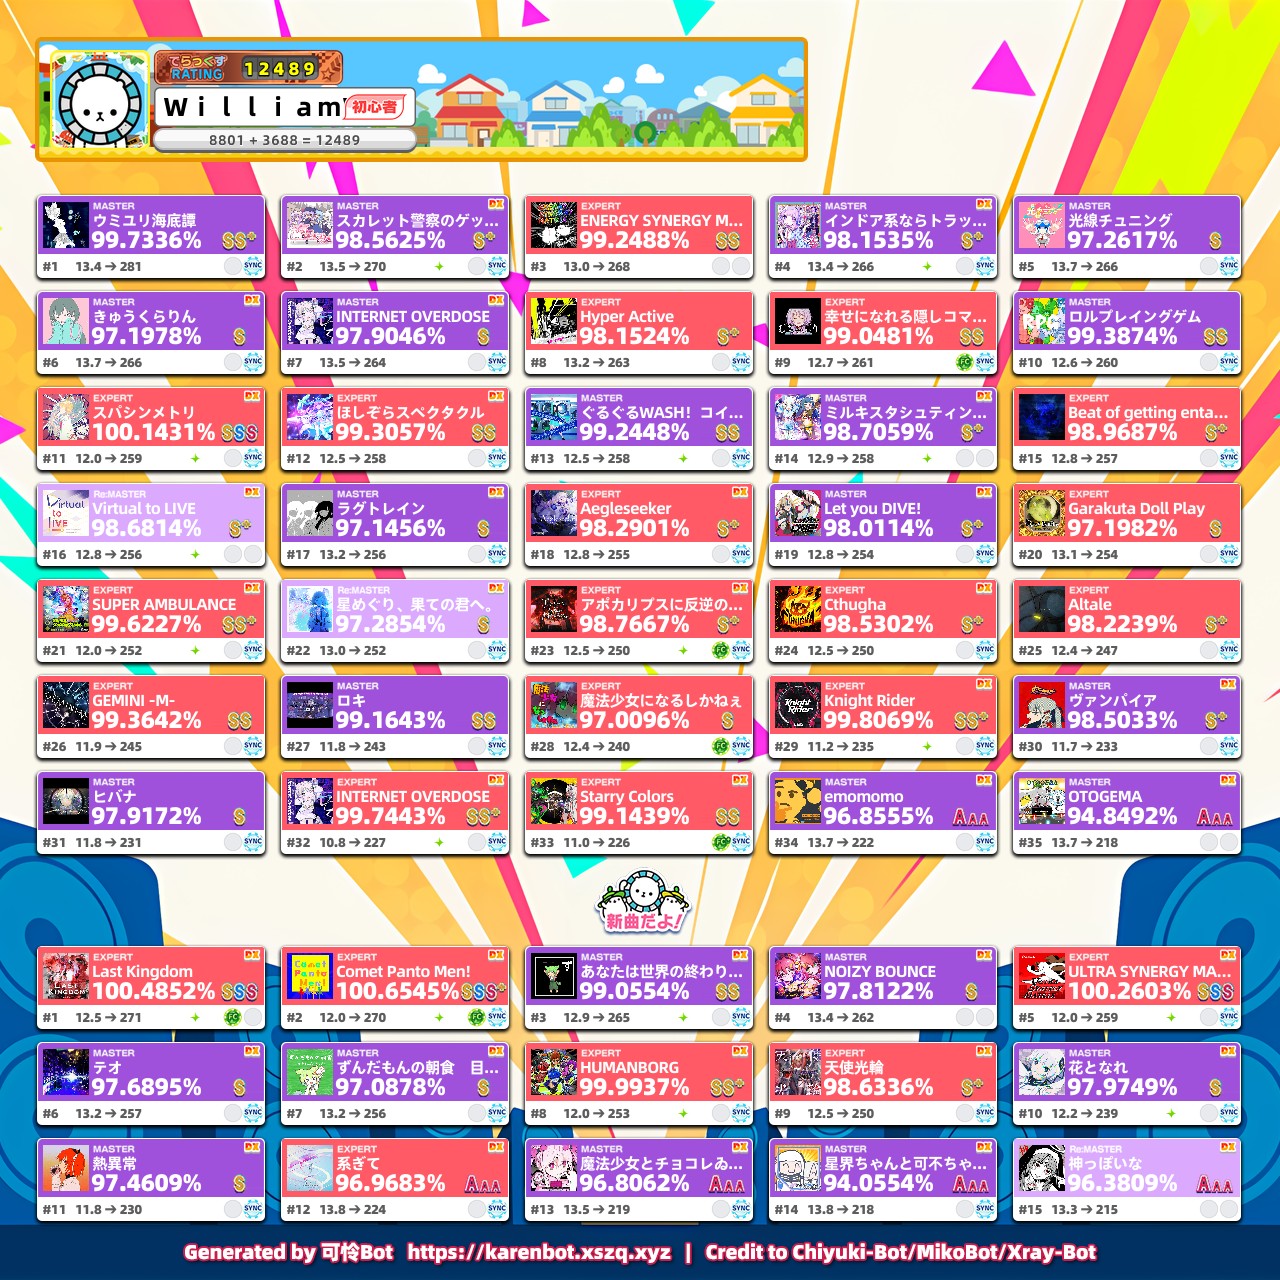 でらっくす
RATING 12489
William 初心者
8801 + 3688 = 12489
MASTER
ウミユリ海底譚
99.7336% SS+
#1 13.4→281 SYNC
MASTER DX
スカレット警察のゲッ...
98.5625% S+
#2 13.5→270 SYNC
EXPERT
ENERGY SYNERGY M...
99.2488% SS
#3 13.0→268
MASTER DX
インドア系ならトラッ...
98.1535% S+
#4 13.4→266 SYNC
MASTER
光線チュニング
97.2617% S
#5 13.7→266 SYNC
MASTER DX
きゅうくらりん
97.1978% S
#6 13.7→266 SYNC
MASTER DX
INTERNET OVERDOSE
97.9046% S
#7 13.5→264 SYNC
EXPERT
Hyper Active
98.1524% S+
#8 13.2→263 SYNC
EXPERT DX
幸せになれる隠しコマ...
99.0481% SS
#9 12.7→261 FC SYNC
MASTER
ロルプレイングゲム
99.3874% SS
#10 12.6→260 SYNC
EXPERT DX
スパシンメトリ
100.1431% SSS
#11 12.0→259 SYNC
EXPERT DX
ほしぞらスペクタクル
99.3057% SS
#12 12.5→258 SYNC
MASTER
ぐるぐるWASH！コイ...
99.2448% SS
#13 12.5→258 SYNC
MASTER DX
ミルキスタシュティン...
98.7059% S+
#14 12.9→258
EXPERT
Beat of getting enta...
98.9687% S+
#15 12.8→257 SYNC
Re:MASTER DX
Virtual to LIVE
98.6814% S+
#16 12.8→256
MASTER DX
ラグトレイン
97.1456% S
#17 13.2→256 SYNC
EXPERT DX
Aegleseeker
98.2901% S+
#18 12.8→255 SYNC
MASTER DX
Let you DIVE!
98.0114% S+
#19 12.8→254 SYNC
EXPERT
Garakuta Doll Play
97.1982% S
#20 13.1→254 SYNC
EXPERT DX
SUPER AMBULANCE
99.6227% SS+
#21 12.0→252 SYNC
Re:MASTER
星めぐり、果ての君へ。
97.2854% S
#22 13.0→252 SYNC
EXPERT DX
アポカリプスに反逆の...
98.7667% S+
#23 12.5→250 FC SYNC
EXPERT DX
Cthugha
98.5302% S+
#24 12.5→250 SYNC
EXPERT
Altale
98.2239% S+
#25 12.4→247 SYNC
EXPERT
GEMINI -M-
99.3642% SS
#26 11.9→245 SYNC
MASTER
ロキ
99.1643% SS
#27 11.8→243 SYNC
EXPERT
魔法少女になるしかねぇ
97.0096% S
#28 12.4→240 FC SYNC
EXPERT DX
Knight Rider
99.8069% SS+
#29 11.2→235 SYNC
MASTER DX
ヴァンパイア
98.5033% S+
#30 11.7→233 SYNC
MASTER
ヒバナ
97.9172% S
#31 11.8→231 SYNC
EXPERT DX
INTERNET OVERDOSE
99.7443% SS+
#32 10.8→227 SYNC
EXPERT DX
Starry Colors
99.1439% SS
#33 11.0→226 FC SYNC
MASTER DX
emomomo
96.8555% AAA
#34 13.7→222 SYNC
MASTER DX
OTOGEMA
94.8492% AAA
#35 13.7→218
新曲だよ!
EXPERT DX
Last Kingdom
100.4852% SSS
#1 12.5→271 FC
EXPERT DX
Comet Panto Men!
100.6545% SSS+
#2 12.0→270 FC SYNC
MASTER DX
あなたは世界の終わり...
99.0554% SS
#3 12.9→265 SYNC
MASTER DX
NOIZY BOUNCE
97.8122% S
#4 13.4→262
EXPERT DX
ULTRA SYNERGY MA...
100.2603% SSS
#5 12.0→259 SYNC
MASTER DX
テオ
97.6895% S
#6 13.2→257 SYNC
MASTER DX
ずんだもんの朝食　目...
97.0878% S
#7 13.2→256 SYNC
EXPERT DX
HUMANBORG
99.9937% SS+
#8 12.0→253 SYNC
EXPERT DX
天使光輪
98.6336% S+
#9 12.5→250 SYNC
MASTER DX
花となれ
97.9749% S
#10 12.2→239 SYNC
MASTER DX
熱異常
97.4609% S
#11 11.8→230 SYNC
EXPERT DX
系ぎて
96.9683% AAA
#12 13.8→224 SYNC
MASTER DX
魔法少女とチョコレゐ...
96.8062% AAA
#13 13.5→219 SYNC
MASTER DX
星界ちゃんと可不ちゃ...
94.0554% AAA
#14 13.8→218 SYNC
Re:MASTER DX
神っぽいな
96.3809% AAA
#15 13.3→215
Generated by 可怜Bot https://karenbot.xszq.xyz | Credit to Chiyuki-Bot/MikoBot/Xray-Bot